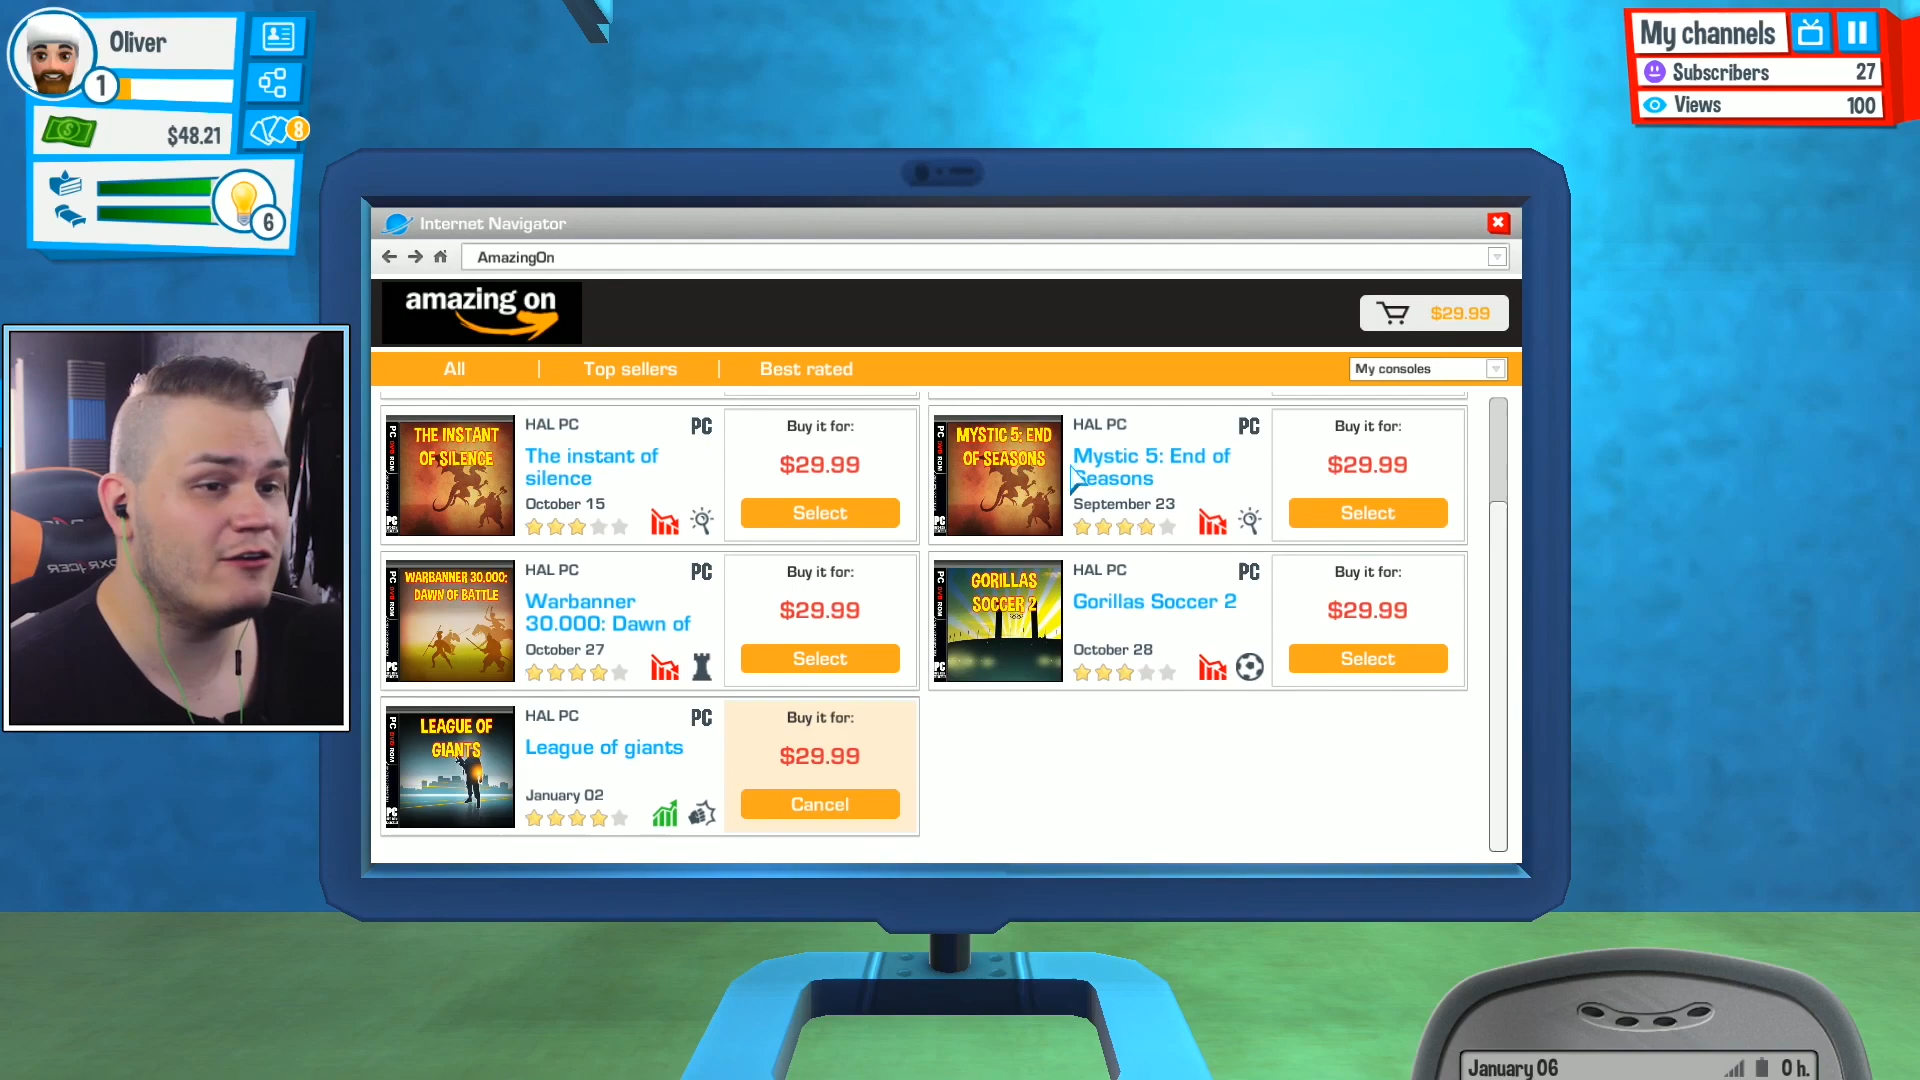 Oliver
1
$48.21
8
6
My channels
Subscribers 27
Views 100
Internet Navigator
AmazingOn
amazing on
$29.99
All
Top sellers
Best rated
My consoles
THE INSTANT
OF SILENCE
HAL PC
PC
The instant of
silence
October 15
Buy it for:
$29.99
Select
MYSTIC 5: END
OF SEASONS
HAL PC
PC
Mystic 5: End of
Seasons
September 23
Buy it for:
$29.99
Select
WARBANNER 30.000:
DAWN OF BATTLE
HAL PC
PC
Warbanner
30.000: Dawn of
October 27
Buy it for:
$29.99
Select
GORILLAS
SOCCER 2
HAL PC
PC
Gorillas Soccer 2
October 28
Buy it for:
$29.99
Select
LEAGUE OF
GIANTS
HAL PC
PC
League of giants
January 02
Buy it for:
$29.99
Cancel
January 06
0 h.